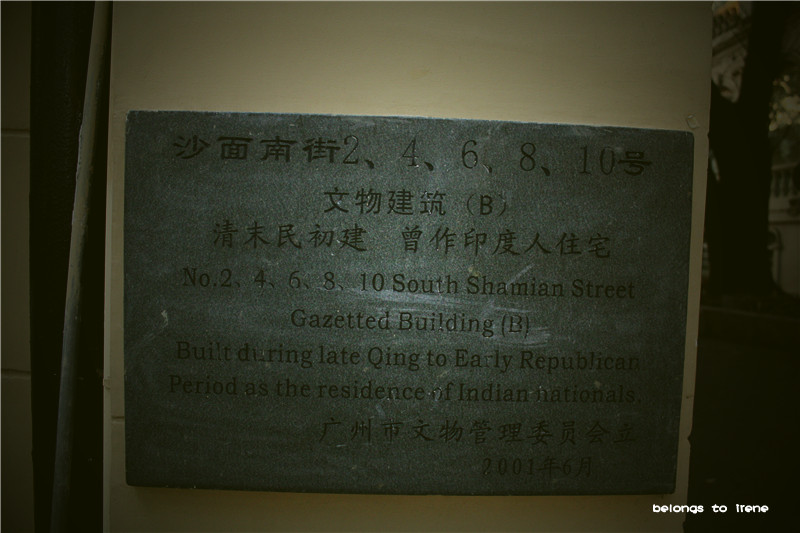 沙面南街2、4、6、8、10号
文物建筑（B）
清末民初建 曾作印度人住宅
No.2、4、6、8、10 South Shamian Street
Gazetted Building (B)
Built during late Qing to Early Republican
Period as the residence of Indian nationals.
广州市文物管理委员会立
2001年6月
belongs to irene